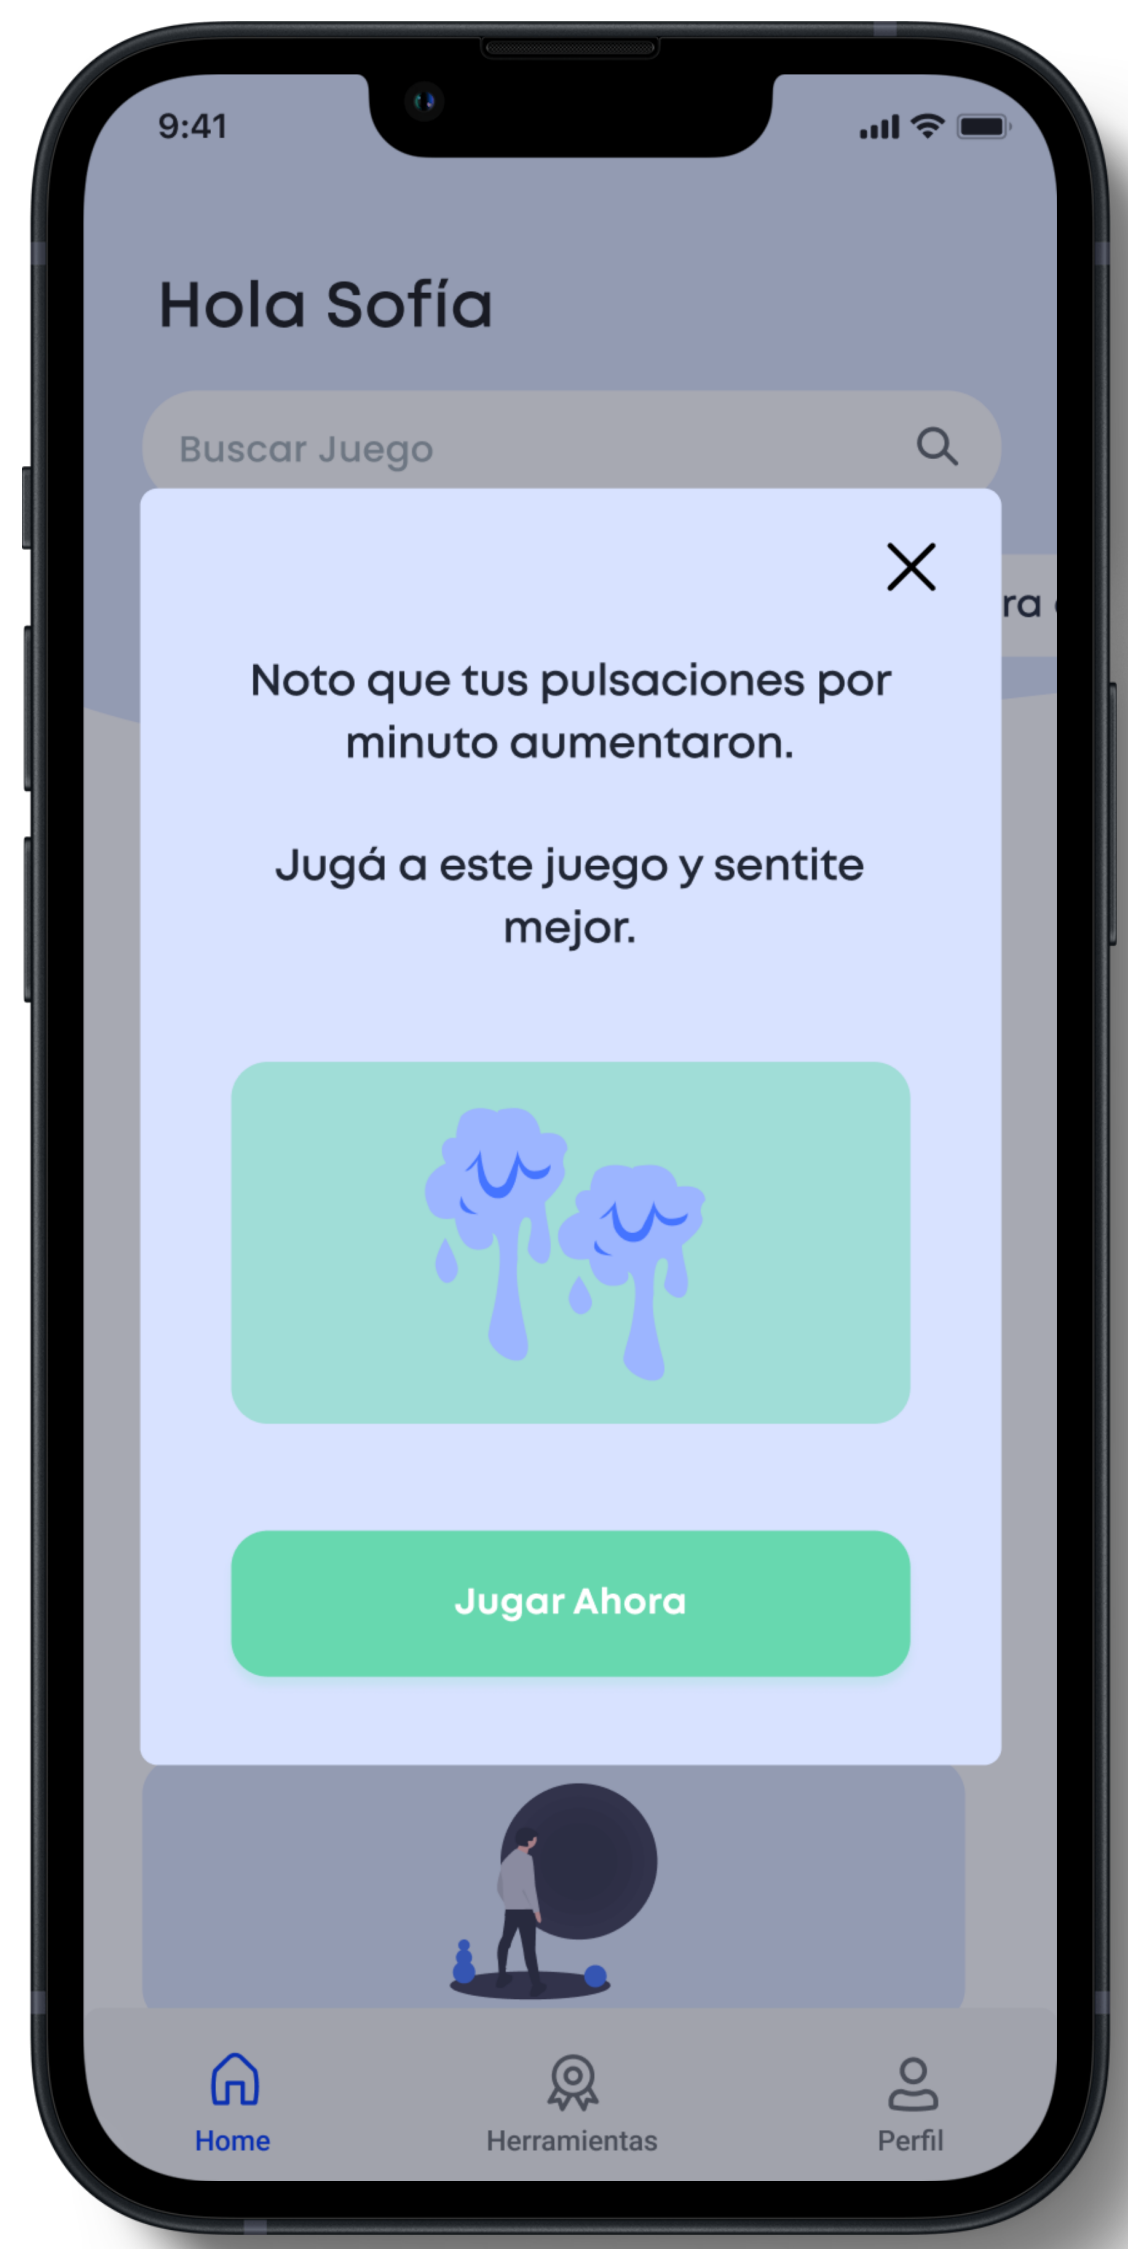 9:41
Hola Sofía
Buscar Juego
ra
Noto que tus pulsaciones por
minuto aumentaron.
Jugá a este juego y sentite
mejor.
Jugar Ahora
Home
Herramientas
Perfil